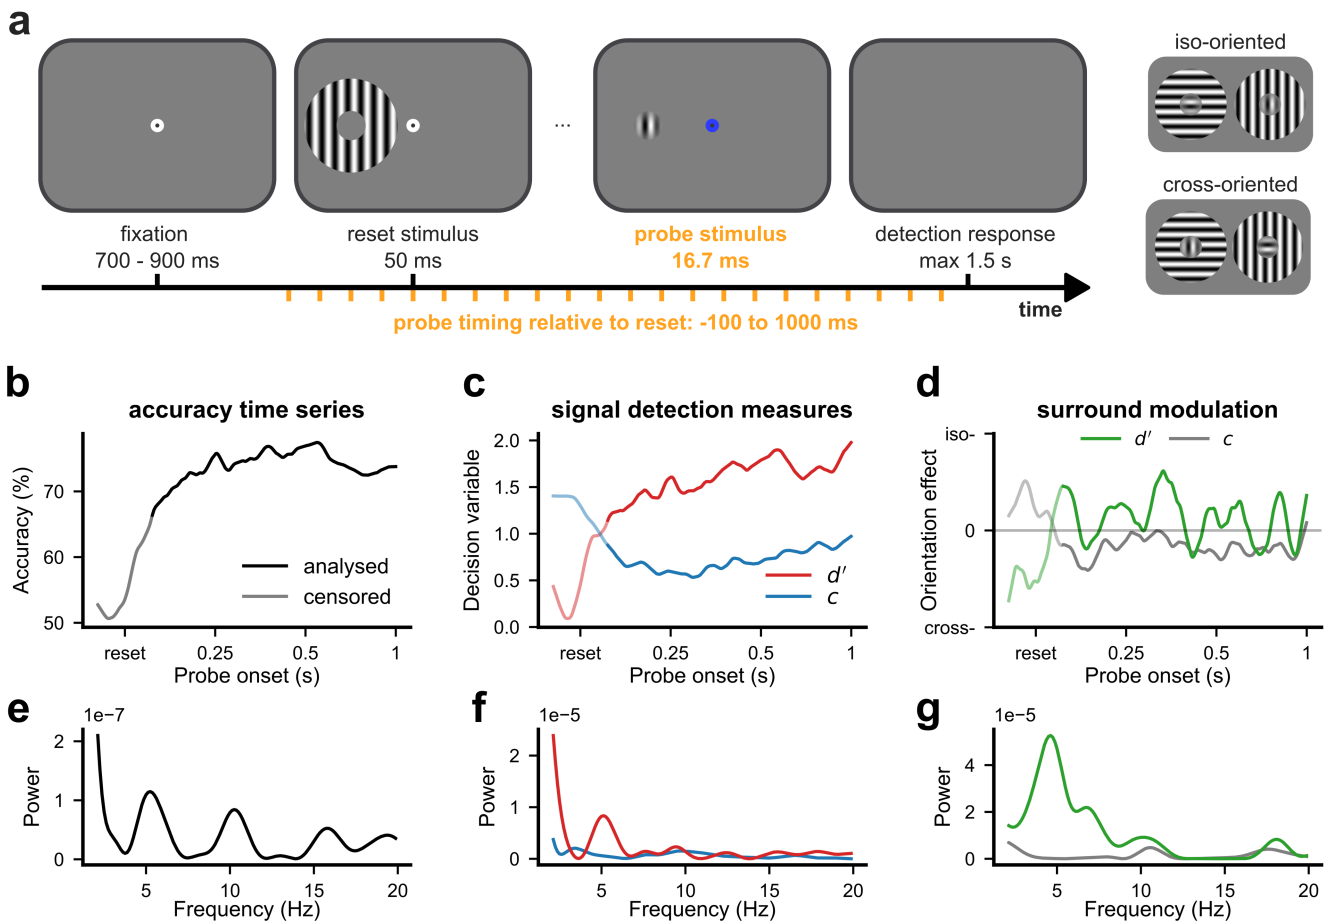 a
iso-oriented
...
cross-oriented
fixation
700 - 900 ms
reset stimulus
50 ms
probe stimulus
16.7 ms
detection response
max 1.5 s
time
probe timing relative to reset: -100 to 1000 ms
b
accuracy time series
Accuracy (%)
70
60
50
analysed
censored
reset
0.25
0.5
1
Probe onset (s)
c
signal detection measures
Decision variable
2.0
1.5
1.0
0.5
0.0
d′
c
reset
0.25
0.5
1
Probe onset (s)
d
surround modulation
Orientation effect
iso-
0
cross-
d′
c
reset
0.25
0.5
1
Probe onset (s)
e
1e−7
Power
2
1
0
5
10
15
20
Frequency (Hz)
f
1e−5
Power
2
1
0
5
10
15
20
Frequency (Hz)
g
1e−5
Power
4
2
0
5
10
15
20
Frequency (Hz)